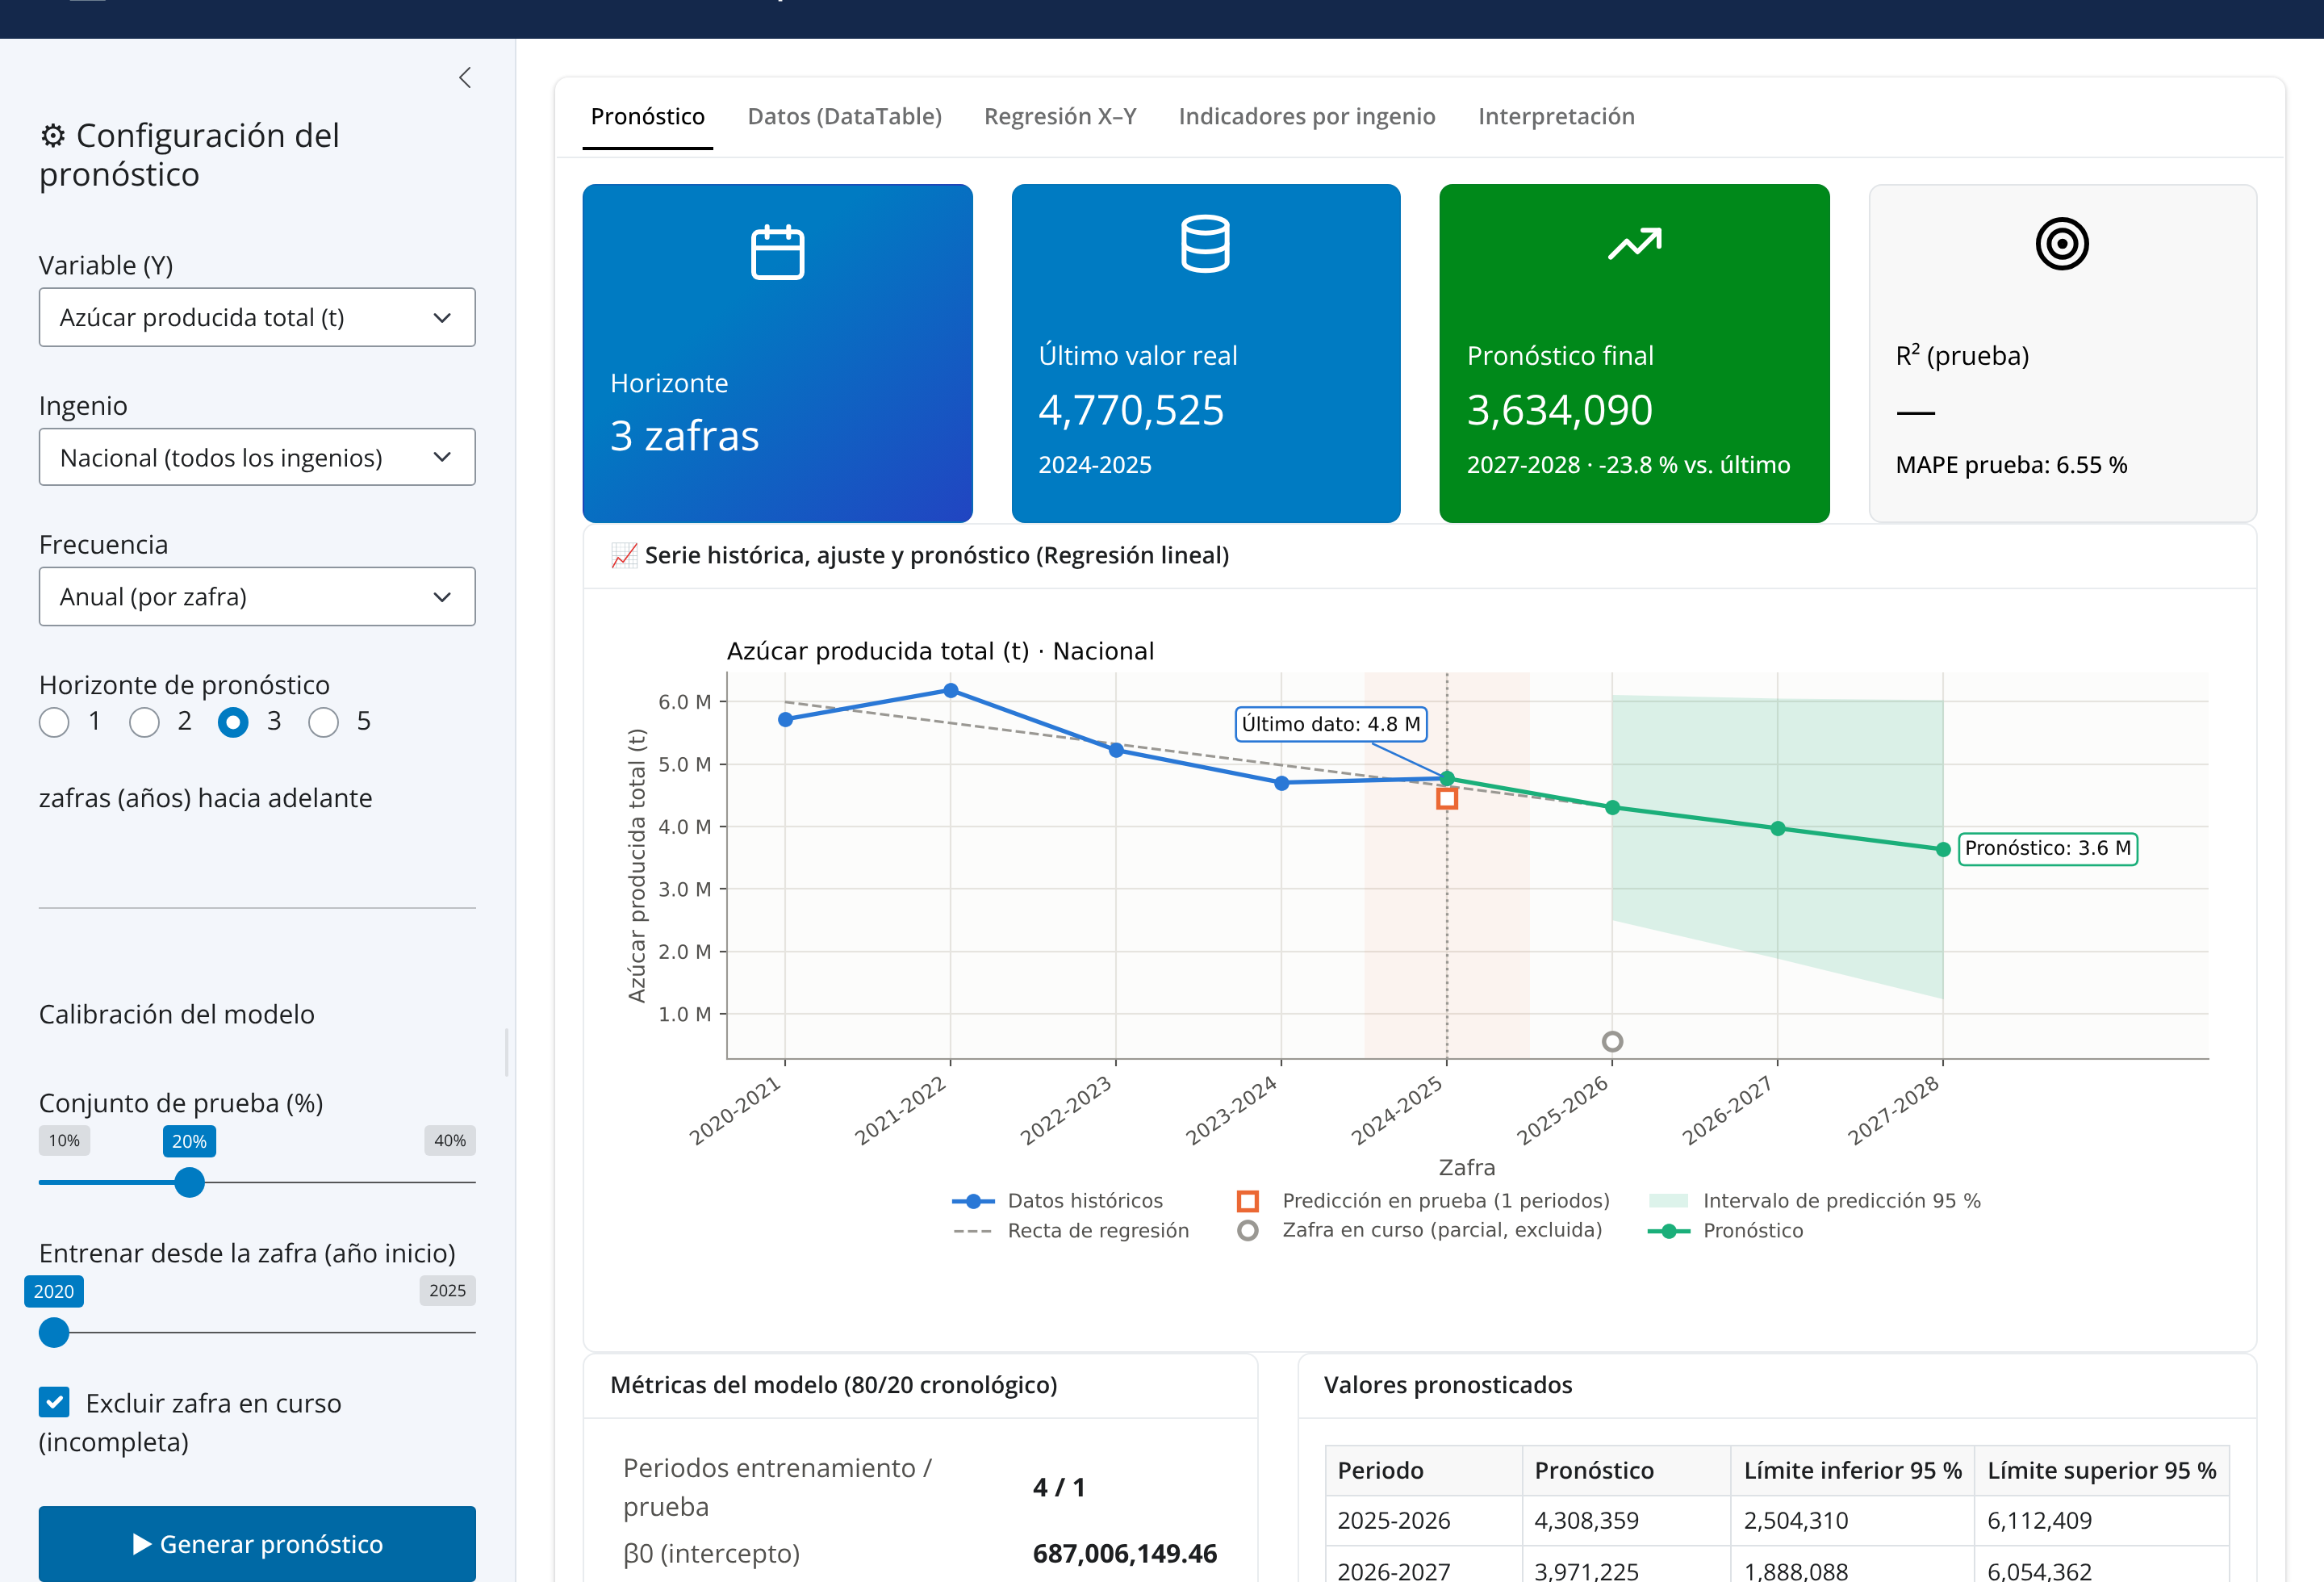 ⚙ Configuración del
pronóstico
Variable (Y)
Azúcar producida total (t)
Ingenio
Nacional (todos los ingenios)
Frecuencia
Anual (por zafra)
Horizonte de pronóstico
1 2 3 5
zafras (años) hacia adelante
Calibración del modelo
Conjunto de prueba (%)
10% 20% 40%
Entrenar desde la zafra (año inicio)
2020 2025
Excluir zafra en curso
(incompleta)
▶ Generar pronóstico
Pronóstico Datos (DataTable) Regresión X–Y Indicadores por ingenio Interpretación
Horizonte
3 zafras
Último valor real
4,770,525
2024-2025
Pronóstico final
3,634,090
2027-2028 · -23.8 % vs. último
R² (prueba)
—
MAPE prueba: 6.55 %
📈 Serie histórica, ajuste y pronóstico (Regresión lineal)
Azúcar producida total (t) · Nacional
Azúcar producida total (t)
6.0 M
5.0 M
4.0 M
3.0 M
2.0 M
1.0 M
Último dato: 4.8 M
Pronóstico: 3.6 M
2020-2021 2021-2022 2022-2023 2023-2024 2024-2025 2025-2026 2026-2027 2027-2028
Zafra
Datos históricos Predicción en prueba (1 periodos) Intervalo de predicción 95 %
Recta de regresión Zafra en curso (parcial, excluida) Pronóstico
Métricas del modelo (80/20 cronológico)
Periodos entrenamiento /
prueba
4 / 1
β0 (intercepto) 687,006,149.46
Valores pronosticados
Periodo Pronóstico Límite inferior 95 % Límite superior 95 %
2025-2026 4,308,359 2,504,310 6,112,409
2026-2027 3,971,225 1,888,088 6,054,362